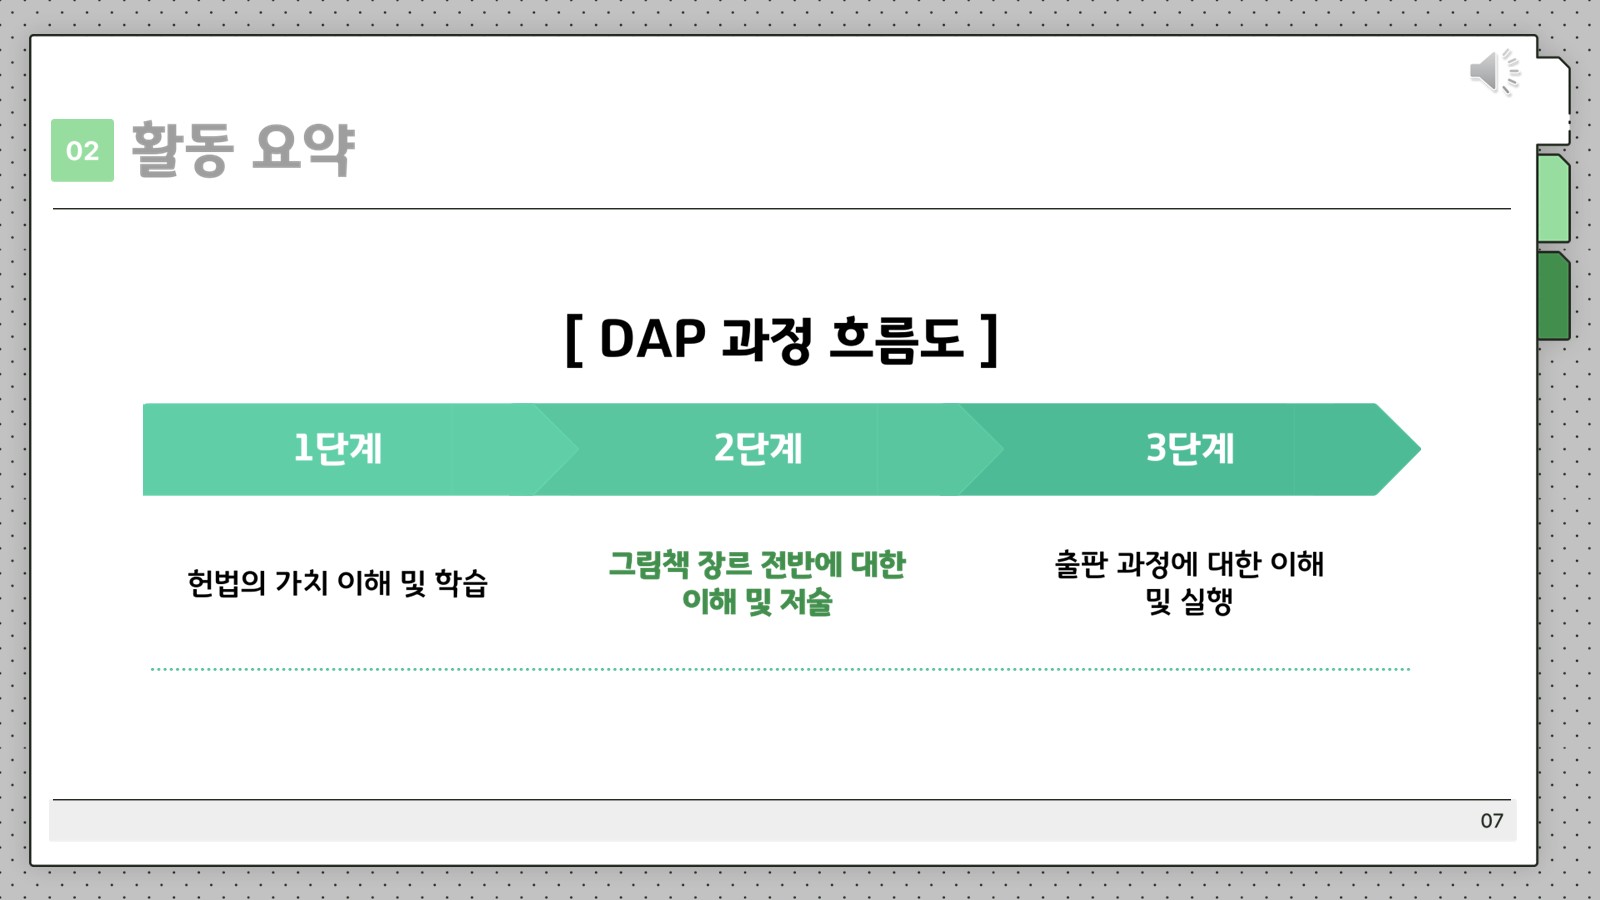 02 활동 요약
[ DAP 과정 흐름도 ]
1단계
2단계
3단계
헌법의 가치 이해 및 학습
그림책 장르 전반에 대한
이해 및 저술
출판 과정에 대한 이해
및 실행
07